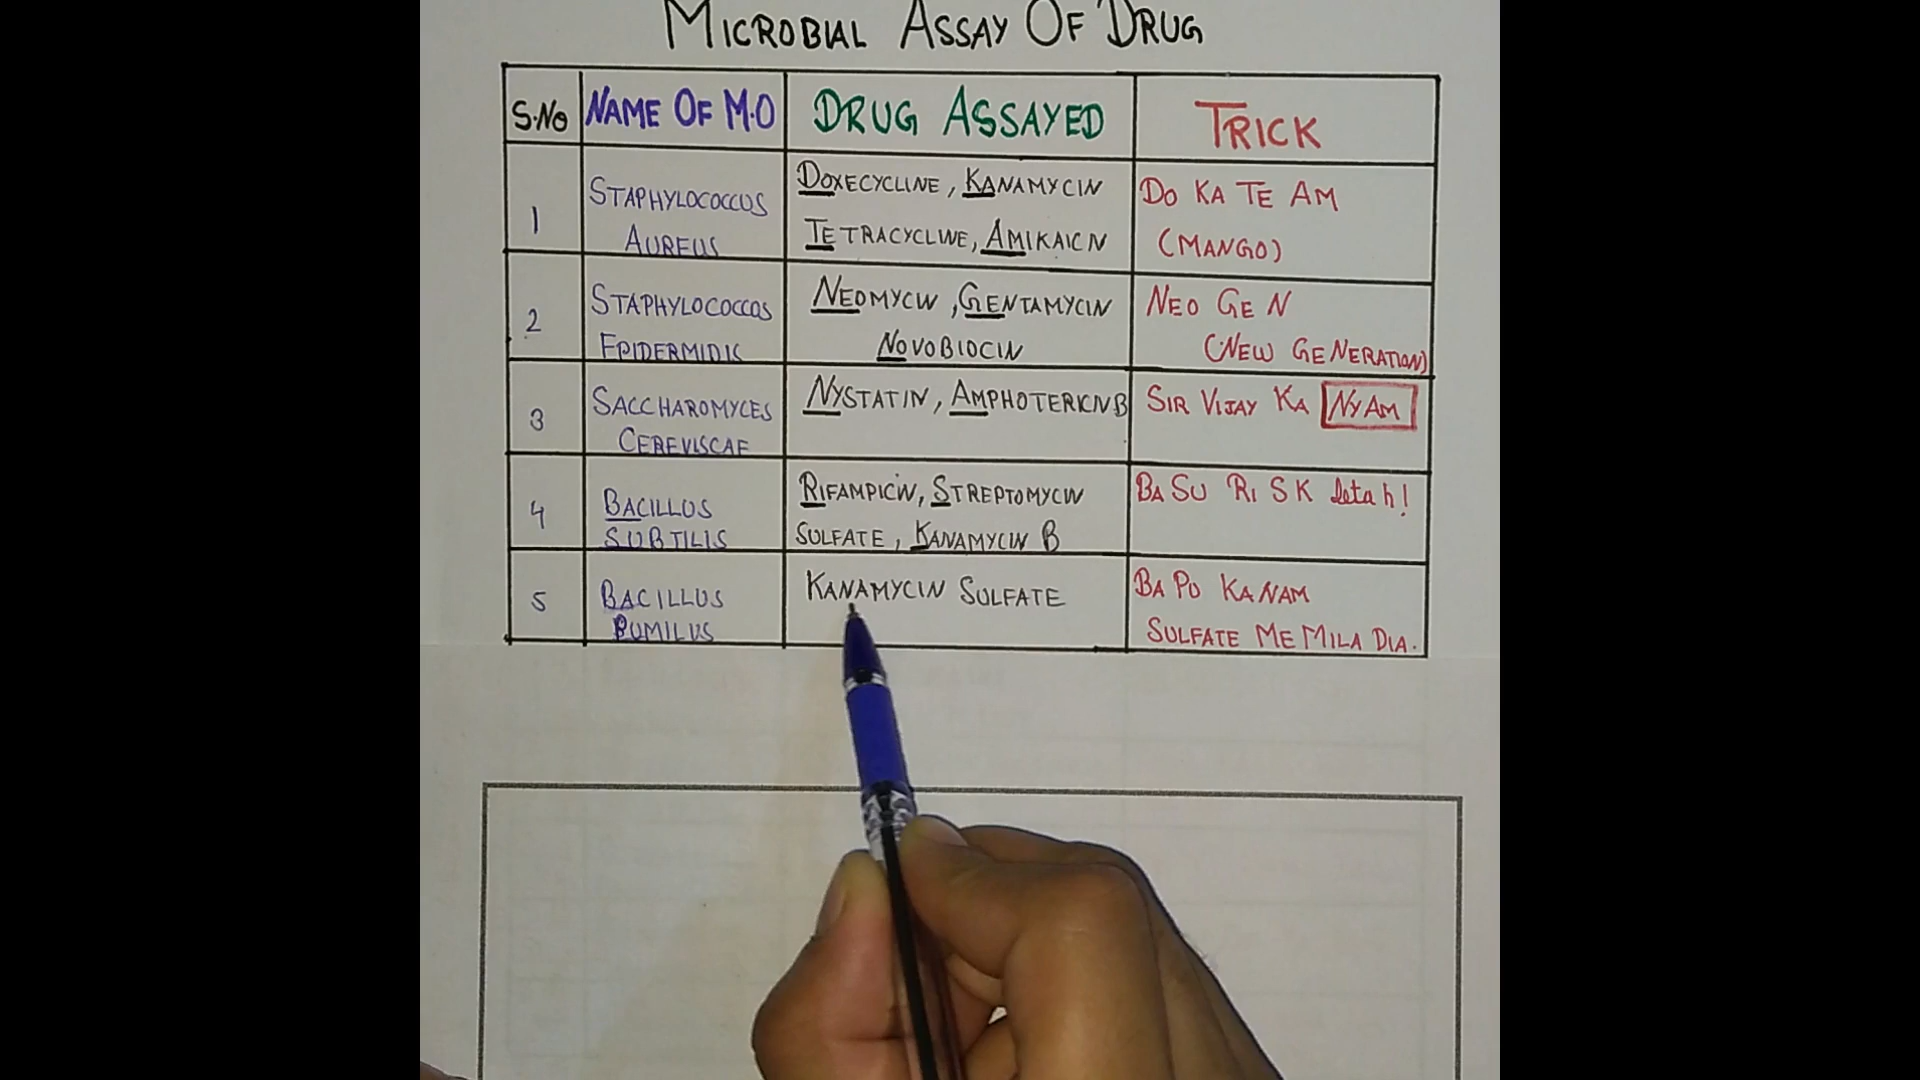 MICROBIAL ASSAY OF DRUG
S.NO NAME OF M.O DRUG ASSAYED TRICK
1 STAPHYLOCOCCUS AUREUS
DOXECYCLINE, KANAMYCIN
TETRACYCLINE, AMIKAICN
DO KA TE AM
(MANGO)
2 STAPHYLOCOCCOS EPIDERMIDIS
NEOMYCIN, GENTAMYCIN
NOVOBIOCIN
NEO GE N
(NEW GENERATION)
3 SACCHAROMYCES CEREVISCAE
NYSTATIN, AMPHOTERICIN B
SIR VIJAY KA NYAM
4 BACILLUS SUBTILIS
RIFAMPICIN, STREPTOMYCIN
SULFATE, KANAMYCIN B
BA SU RI S K leta h!
5 BACILLUS PUMILUS
KANAMYCIN SULFATE
BA PU KANAM
SULFATE ME MILA DIA.